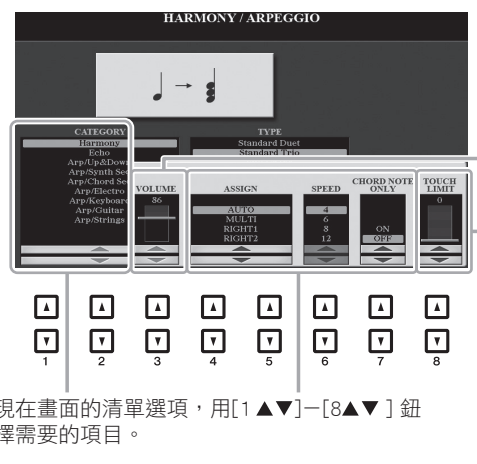 HARMONY / ARPEGGIO
CATEGORY
Harmony
Echo
Arp/Up&Dow
Arp/Synth Se
Arp/Chord Se
Arp/Electro
Arp/Keyboard
Arp/Guitar
Arp/Strings
TYPE
Standard Duet
Standard Trio
VOLUME
86
ASSIGN
AUTO
MULTI
RIGHT1
RIGHT2
SPEED
4
6
8
12
CHORD NOTE
ONLY
ON
OFF
TOUCH
LIMIT
0
1 2 3 4 5 6 7 8
現在畫面的清單選項,用[1▲▼]–[8▲▼]鈕
擇需要的項目。